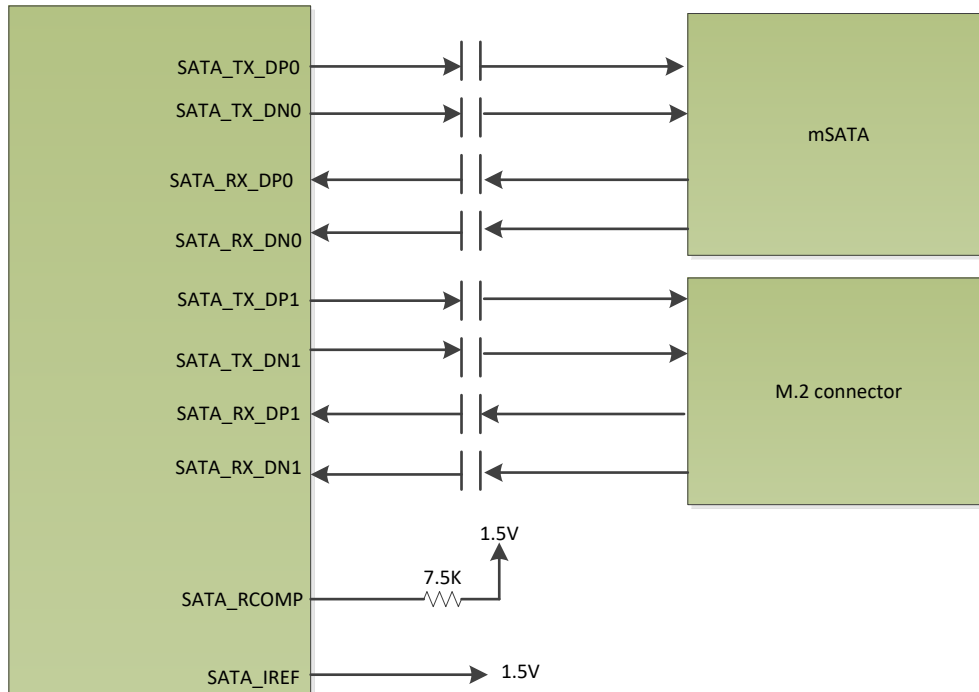 SATA_TX_DP0
SATA_TX_DN0
mSATA
SATA_RX_DP0
SATA_RX_DN0
SATA_TX_DP1
SATA_TX_DN1
M.2 connector
SATA_RX_DP1
SATA_RX_DN1
1.5V
7.5K
SATA_RCOMP
SATA_IREF
1.5V